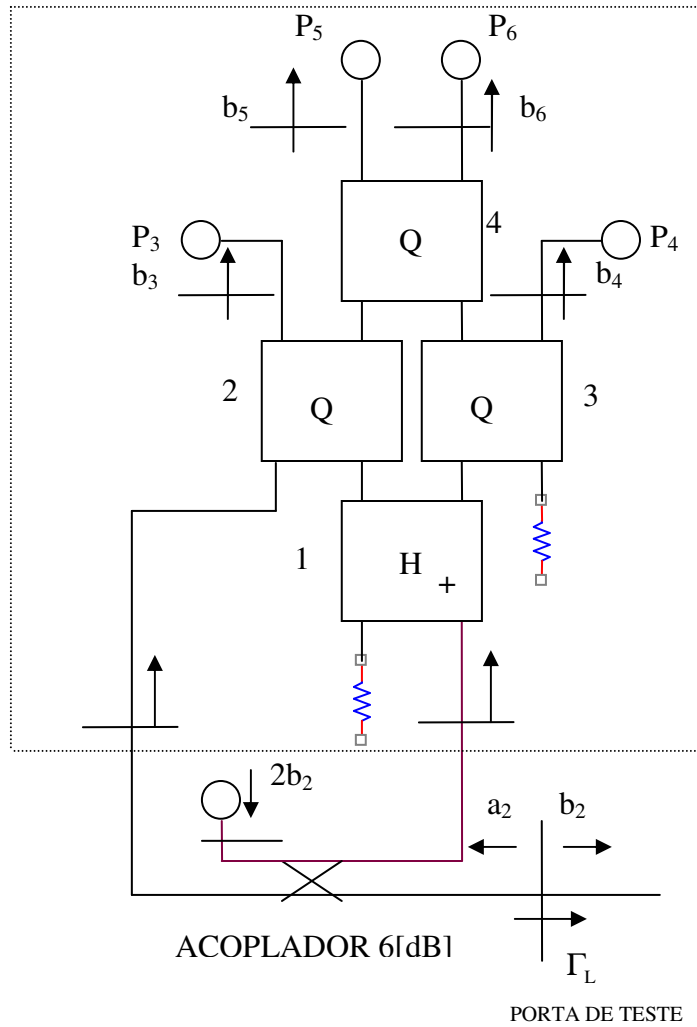 P₅ P₆
b₅ b₆
4
P₃ Q P₄
b₃ b₄
2 Q Q 3
1 H +
2b₂
a₂ b₂
ACOPLADOR 6[dB]
Γ_L
PORTA DE TESTE